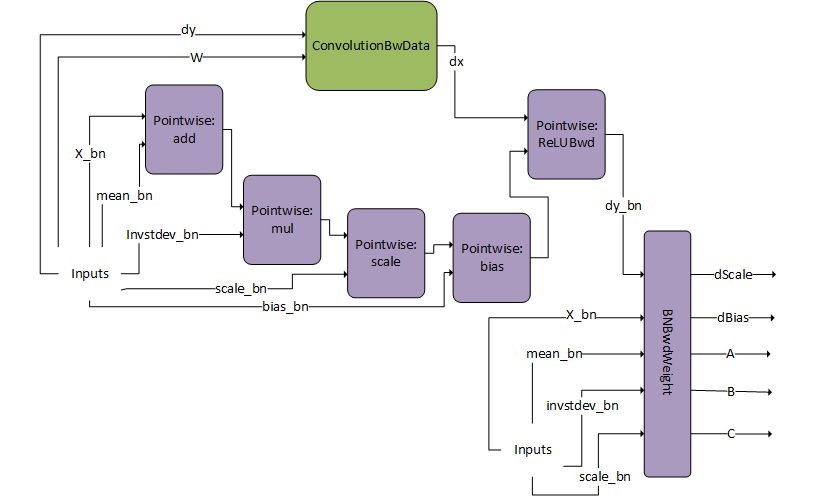 dy
ConvolutionBwData
W
dx
Pointwise:
add
Pointwise:
ReLUBwd
X_bn
mean_bn
Pointwise:
mul
dy_bn
Invstdev_bn
Pointwise:
scale
Pointwise:
bias
Inputs
scale_bn
bias_bn
dScale
X_bn
dBias
BNBwdWeight
mean_bn
A
B
invstdev_bn
C
Inputs
scale_bn